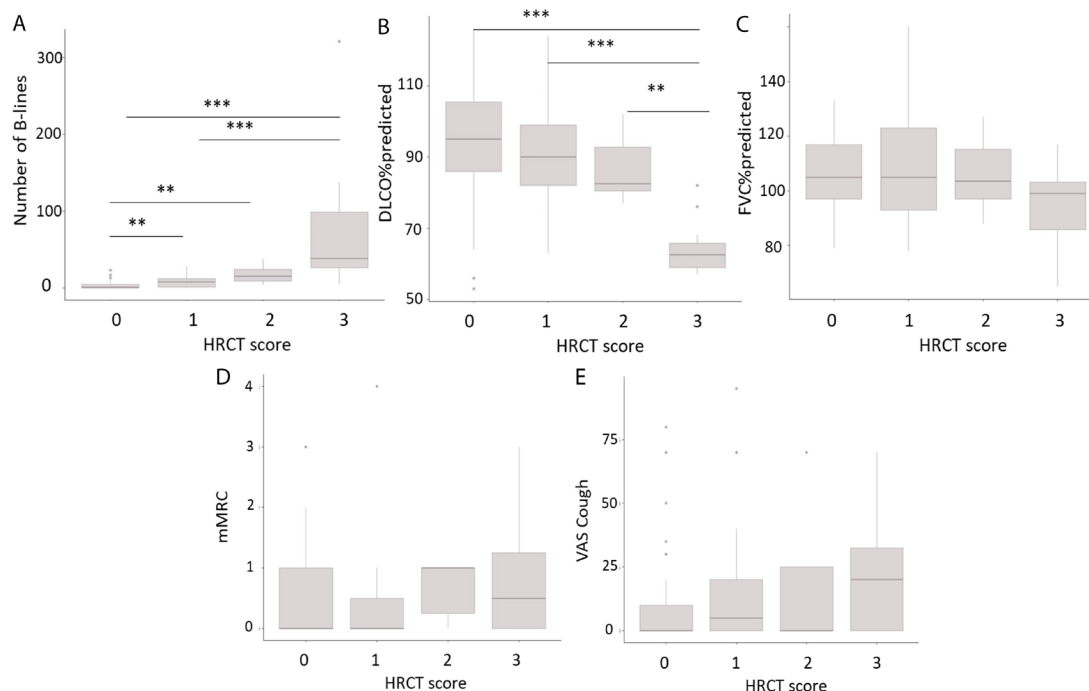 A
Number of B-lines
300
200
100
0
***
***
**
**
0 1 2 3
HRCT score
B
DLCO%predicted
110
90
70
50
***
***
**
0 1 2 3
HRCT score
C
FVC%predicted
140
120
100
80
0 1 2 3
HRCT score
D
mMRC
4
3
2
1
0
0 1 2 3
HRCT score
E
VAS Cough
75
50
25
0
0 1 2 3
HRCT score